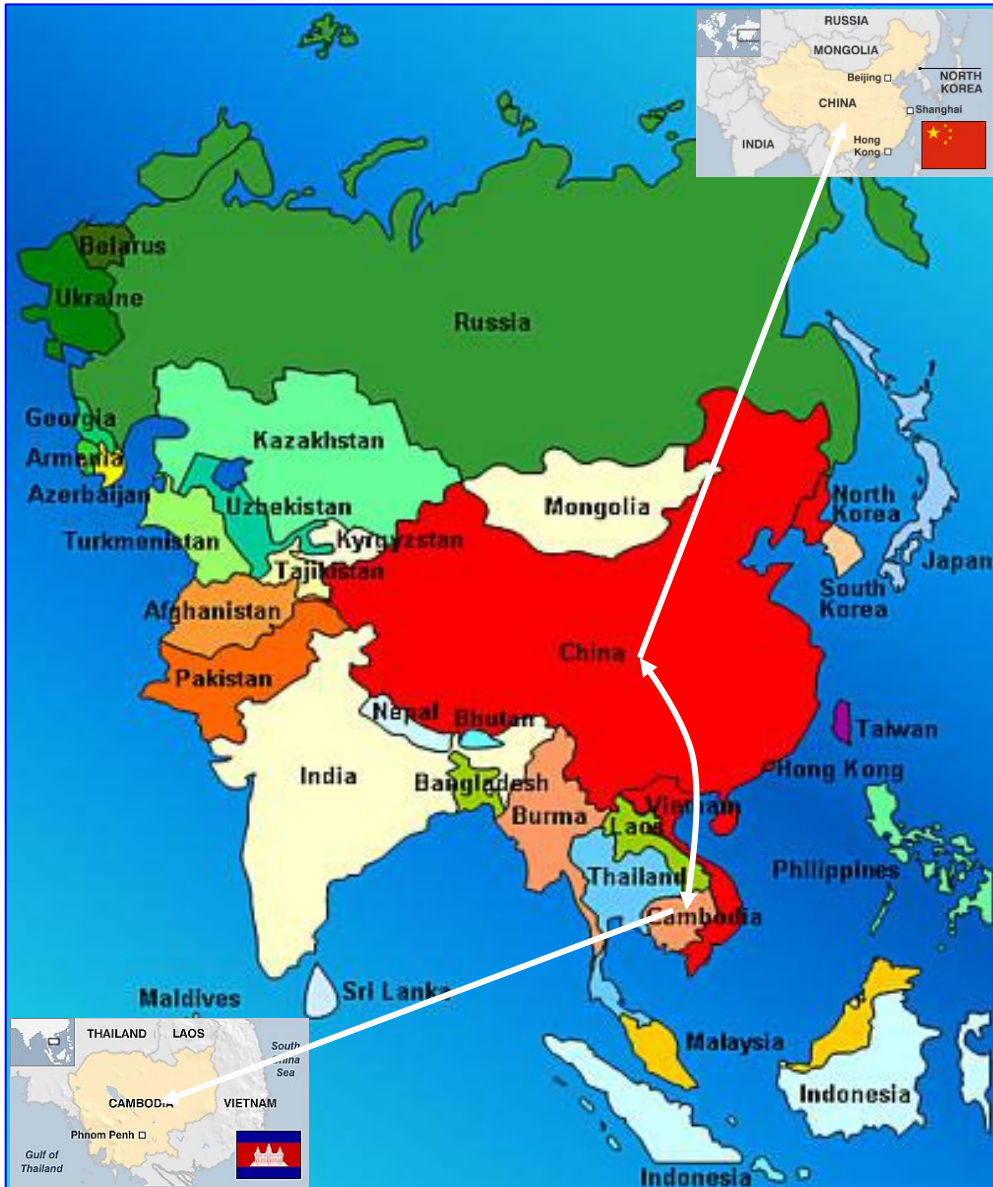 RUSSIA
MONGOLIA
Beijing
NORTH
KOREA
CHINA
Shanghai
INDIA
Hong
Kong
Belarus
Ukraine
Russia
Georgia
Kazakhstan
Armenia
Azerbaijan
Uzbekistan
Mongolia
North
Korea
Turkmenistan
Kyrgyzstan
Japan
Tajikistan
South
Korea
Afghanistan
China
Pakistan
Nepal
Bhutan
Taiwan
India
Bangladesh
Hong Kong
Burma
Vietnam
Laos
Thailand
Philippines
Cambodia
Maldives
Sri Lanka
Malaysia
Indonesia
Indonesia
THAILAND
LAOS
South
China
Sea
CAMBODIA
VIETNAM
Phnom Penh
Gulf of
Thailand